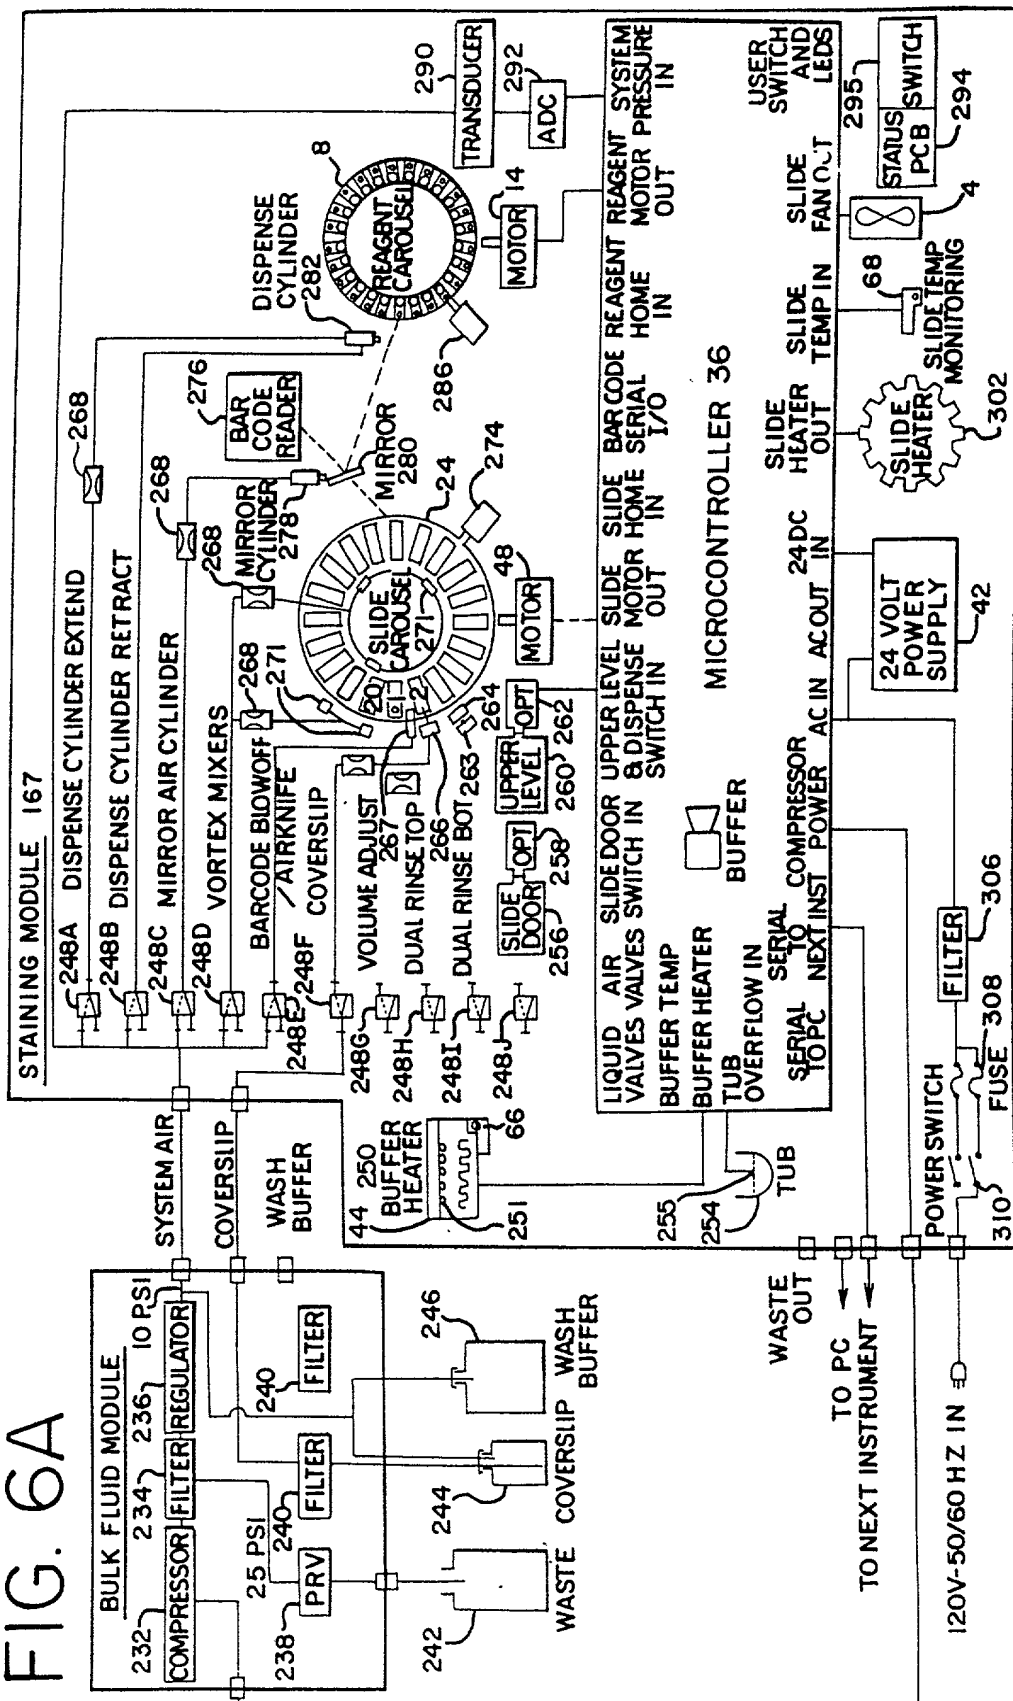 FIG. 6A
BULK FLUID MODULE
232
COMPRESSOR
234
FILTER
236
REGULATOR
10 PSI
25 PSI
238
PRV
240
FILTER
240
FILTER
242
WASTE
244
COVERSLIP
246
WASH
BUFFER
SYSTEM AIR
COVERSLIP
WASH
BUFFER
STAINING MODULE 167
248A
DISPENSE CYLINDER EXTEND
248B
DISPENSE CYLINDER RETRACT
248C
MIRROR AIR CYLINDER
248D
VORTEX MIXERS
248E
BARCODE BLOWOFF
/AIRKNIFE
248F
COVERSLIP
248G
VOLUME ADJUST
248H
DUAL RINSE TOP
248I
DUAL RINSE BOT
248J
268
268
268
268
271
MIRROR
CYLINDER
278
276
BAR
CODE
READER
MIRROR
280
DISPENSE
CYLINDER
282
8
REAGENT
CAROUSEL
286
290
TRANSDUCER
292
ADC
14
MOTOR
24
274
SLIDE
CAROUSEL
271
20
1
2
48
MOTOR
267
266
263
264
UPPER
LEVEL
OPT
260
262
SLIDE
DOOR
OPT
256
258
44
250
BUFFER
HEATER
251
66
255
254
TUB
LIQUID
VALVES
AIR
VALVES
SLIDE DOOR
SWITCH IN
UPPER LEVEL
& DISPENSE
SWITCH IN
SLIDE
MOTOR
OUT
SLIDE
HOME
IN
BAR CODE
SERIAL
I/O
REAGENT
HOME
IN
REAGENT
MOTOR
OUT
SYSTEM
PRESSURE
IN
BUFFER TEMP
BUFFER HEATER
TUB
OVERFLOW IN
BUFFER
MICROCONTROLLER 36
SERIAL
TO PC
SERIAL
TO
NEXT INST
COMPRESSOR
POWER
AC IN
AC OUT
24 DC
IN
SLIDE
HEATER
OUT
SLIDE
TEMP IN
SLIDE
FAN OUT
USER
SWITCH
AND
LEDS
24 VOLT
POWER
SUPPLY
42
SLIDE
HEATER
302
68
SLIDE TEMP
MONITORING
4
295
STATUS
PCB
SWITCH
294
FILTER
306
308
FUSE
POWER SWITCH
310
WASTE
OUT
TO PC
TO NEXT INSTRUMENT
120V-50/60 HZ IN